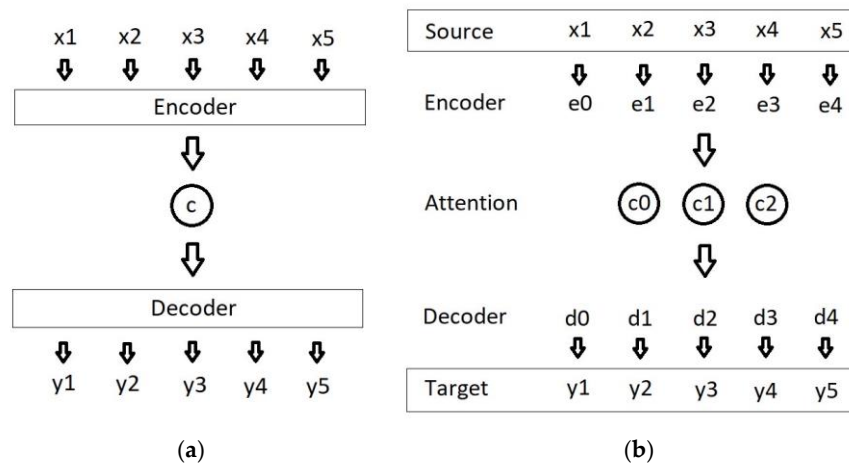 x1 x2 x3 x4 x5
Encoder
c
Decoder
y1 y2 y3 y4 y5
(a)
Source x1 x2 x3 x4 x5
Encoder e0 e1 e2 e3 e4
Attention c0 c1 c2
Decoder d0 d1 d2 d3 d4
Target y1 y2 y3 y4 y5
(b)